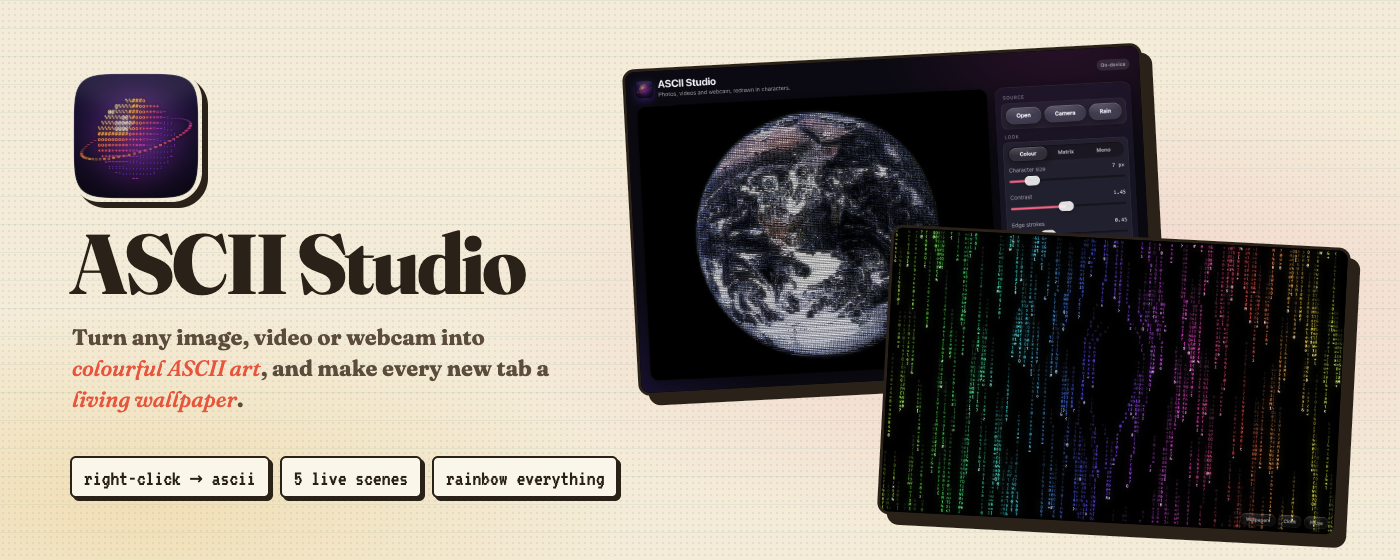 ASCII Studio
Turn any image, video or webcam into
colourful ASCII art, and make every new tab a
living wallpaper.
right-click → ascii
5 live scenes
rainbow everything
ASCII Studio
Photos, videos and webcam, redrawn in characters.
On-device
SOURCE
Open Camera Rain
LOOK
Colour Matrix Mono
Character size 7 px
Contrast 1.45
Edge strokes 0.45
Wallpapers Clock